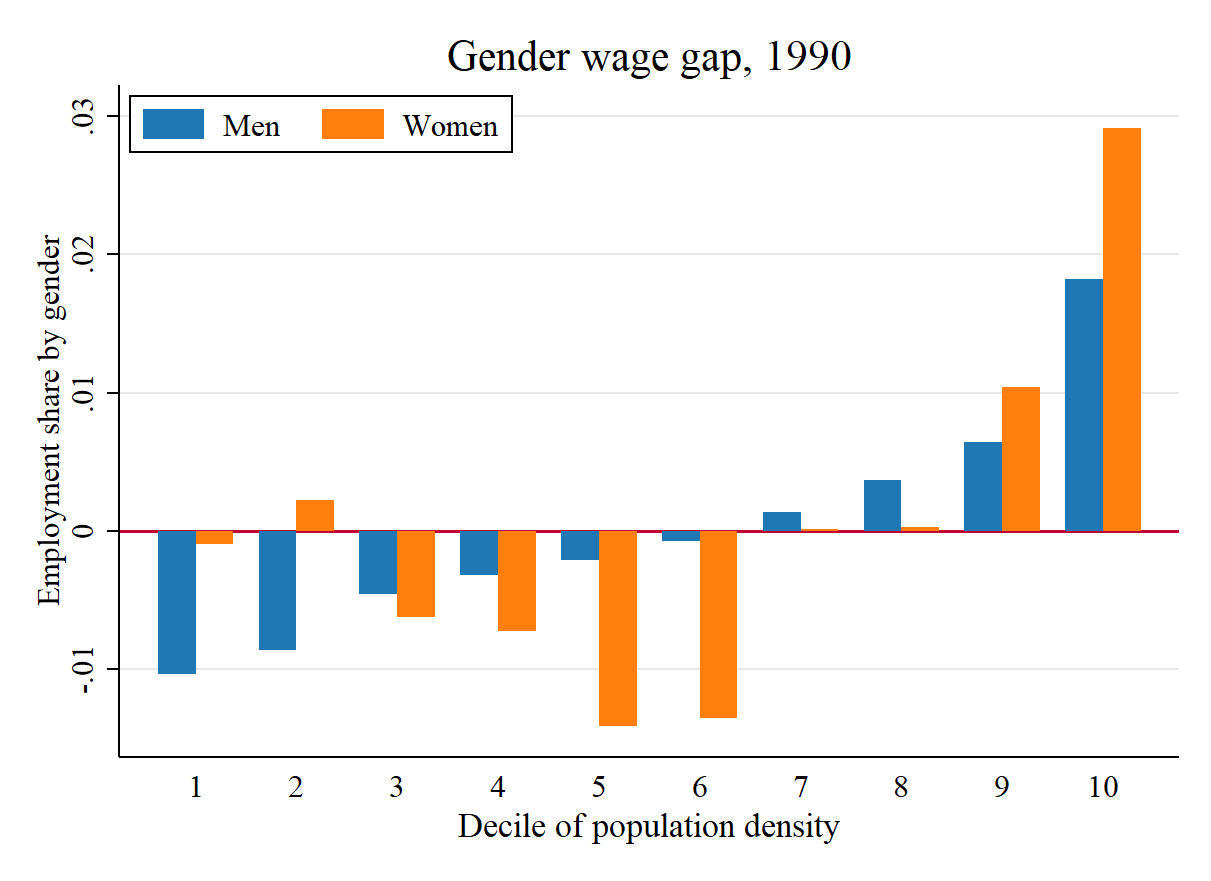 Gender wage gap, 1990
Men Women
Employment share by gender
.03
.02
.01
0
-.01
1 2 3 4 5 6 7 8 9 10
Decile of population density